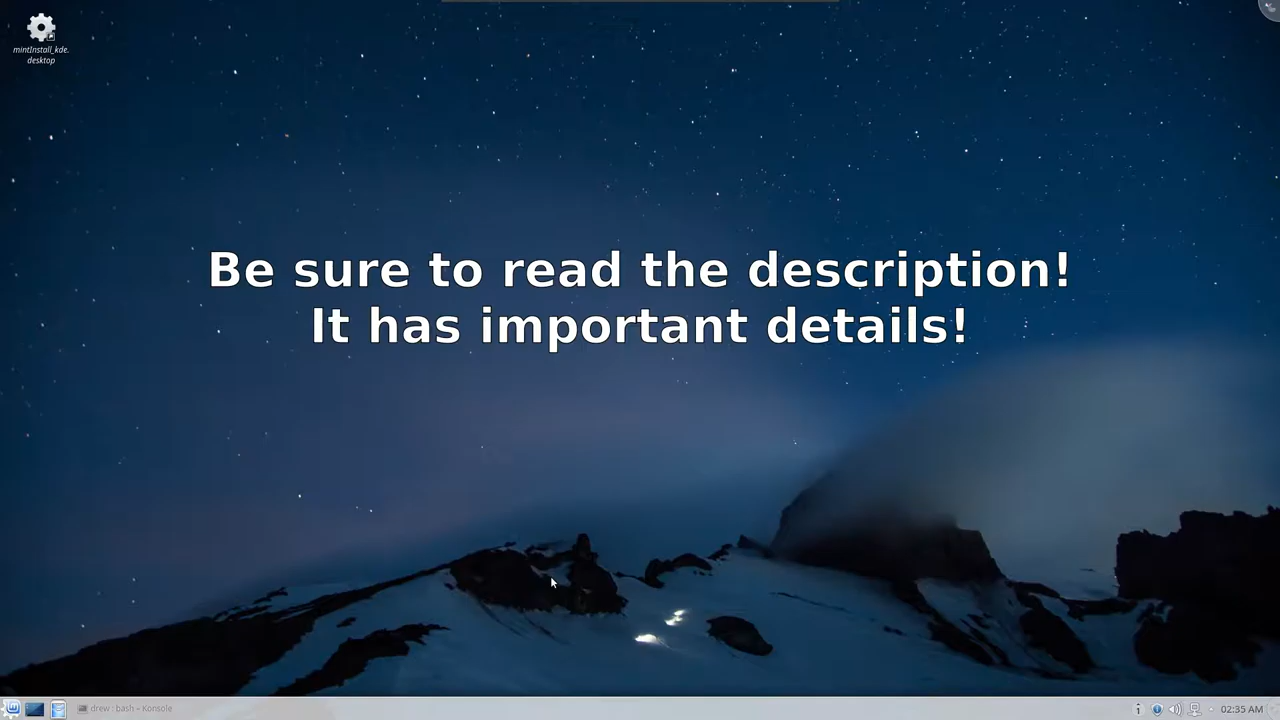 mintInstall_kde.
desktop
Be sure to read the description!
It has important details!
drew : bash – Konsole
02:35 AM